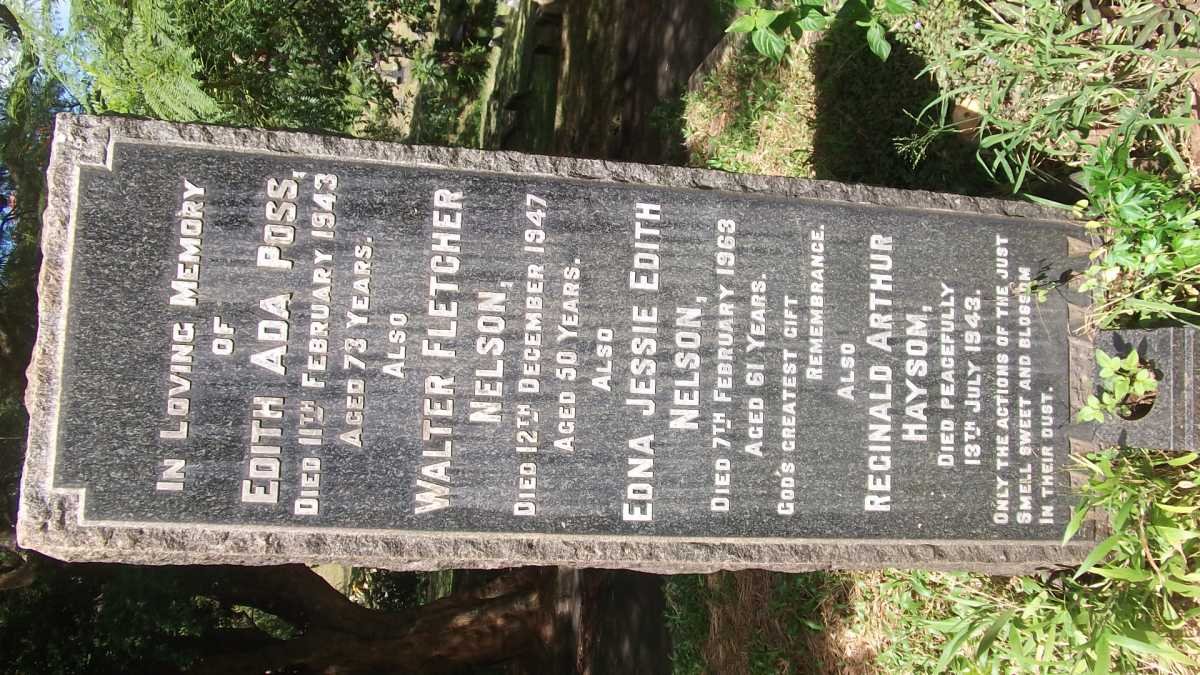 IN LOVING MEMORY
OF
EDITH ADA POSS,
DIED 11TH FEBRUARY 1943
AGED 73 YEARS.
ALSO
WALTER FLETCHER
NELSON,
DIED 12TH DECEMBER 1947
AGED 50 YEARS.
ALSO
EDNA JESSIE EDITH
NELSON,
DIED 7TH FEBRUARY 1963
AGED 61 YEARS.
GOD'S GREATEST GIFT
REMEMBRANCE.
ALSO
REGINALD ARTHUR
HAYSOM,
DIED PEACEFULLY
13TH JULY 1943.
ONLY THE ACTIONS OF THE JUST
SMELL SWEET AND BLOSSOM
IN THEIR DUST.